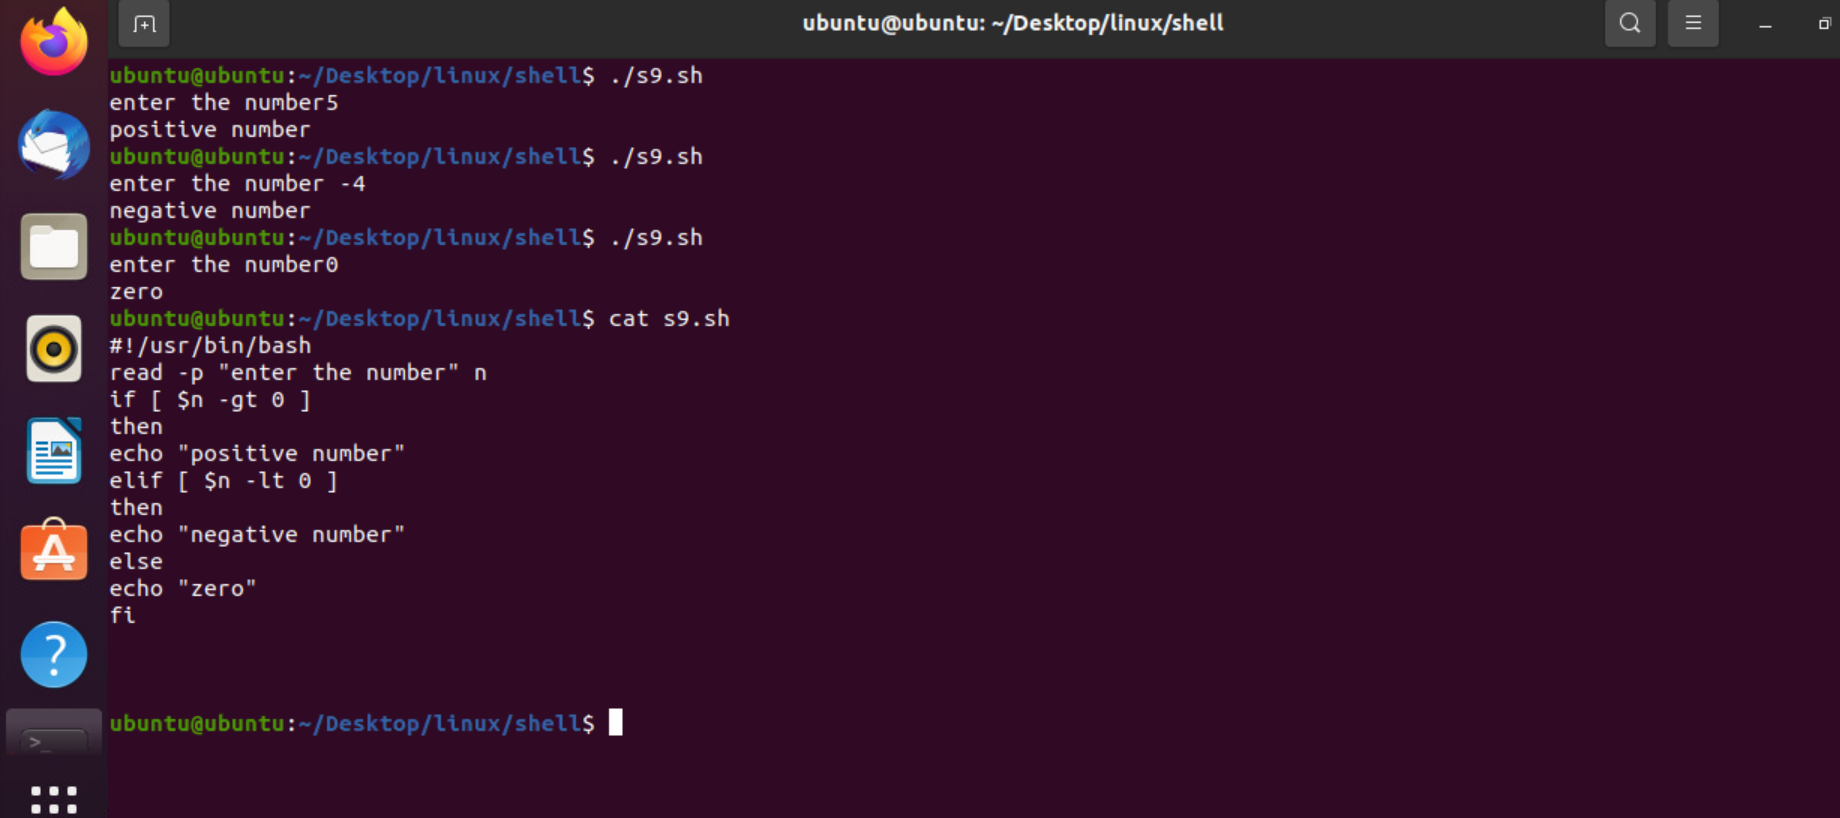 ubuntu@ubuntu: ~/Desktop/linux/shell
ubuntu@ubuntu:~/Desktop/linux/shell$ ./s9.sh
enter the number5
positive number
ubuntu@ubuntu:~/Desktop/linux/shell$ ./s9.sh
enter the number -4
negative number
ubuntu@ubuntu:~/Desktop/linux/shell$ ./s9.sh
enter the number0
zero
ubuntu@ubuntu:~/Desktop/linux/shell$ cat s9.sh
#!/usr/bin/bash
read -p "enter the number" n
if [ $n -gt 0 ]
then
echo "positive number"
elif [ $n -lt 0 ]
then
echo "negative number"
else
echo "zero"
fi
ubuntu@ubuntu:~/Desktop/linux/shell$